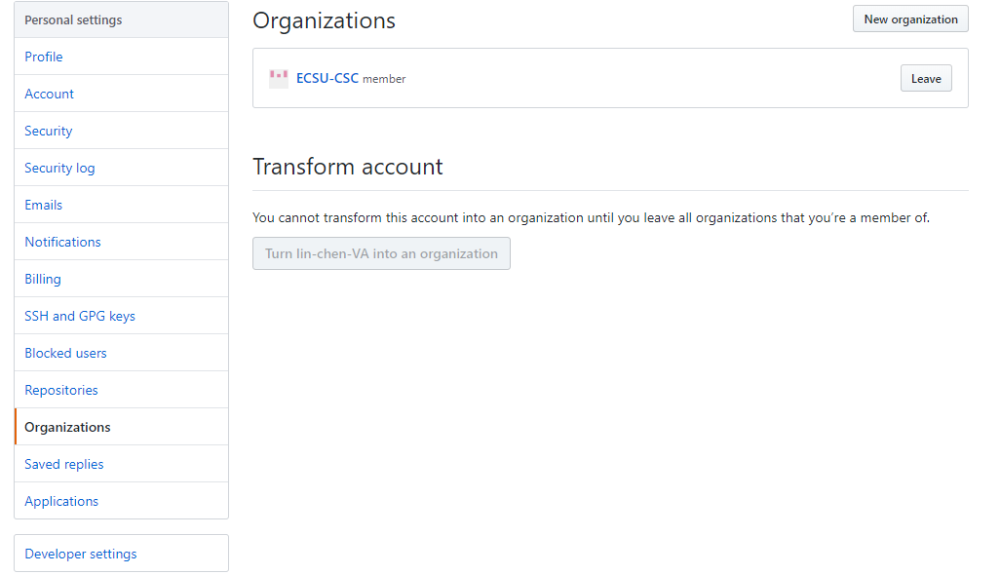 Personal settings
Profile
Account
Security
Security log
Emails
Notifications
Billing
SSH and GPG keys
Blocked users
Repositories
Organizations
Saved replies
Applications
Developer settings
Organizations
New organization
ECSU-CSC member
Leave
Transform account
You cannot transform this account into an organization until you leave all organizations that you’re a member of.
Turn lin-chen-VA into an organization